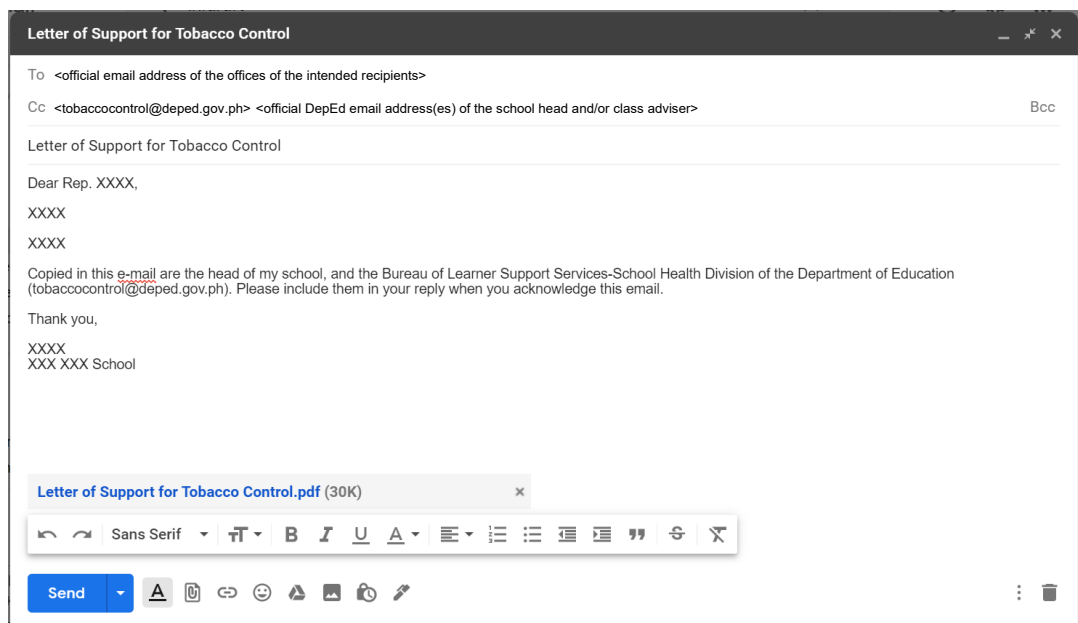 Letter of Support for Tobacco Control
To <official email address of the offices of the intended recipients>
Cc <tobaccocontrol@deped.gov.ph> <official DepEd email address(es) of the school head and/or class adviser> Bcc
Letter of Support for Tobacco Control
Dear Rep. XXXX,
XXXX
XXXX
Copied in this e-mail are the head of my school, and the Bureau of Learner Support Services-School Health Division of the Department of Education
(tobaccocontrol@deped.gov.ph). Please include them in your reply when you acknowledge this email.
Thank you,
XXXX
XXX XXX School
Letter of Support for Tobacco Control.pdf (30K)
Sans Serif
Send